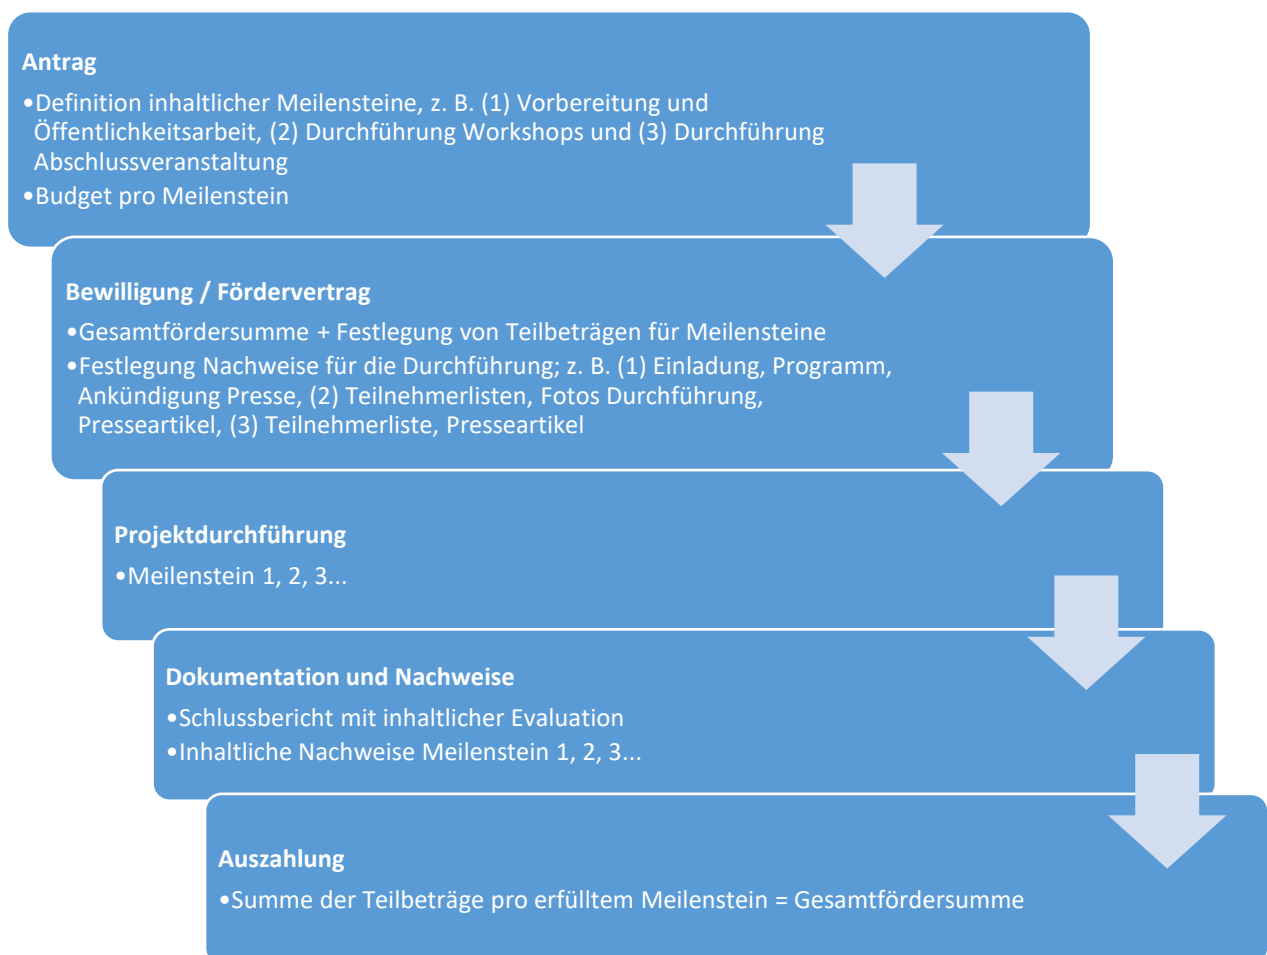 Antrag
•Definition inhaltlicher Meilensteine, z. B. (1) Vorbereitung und
Öffentlichkeitsarbeit, (2) Durchführung Workshops und (3) Durchführung
Abschlussveranstaltung
•Budget pro Meilenstein
Bewilligung / Fördervertrag
•Gesamtfördersumme + Festlegung von Teilbeträgen für Meilensteine
•Festlegung Nachweise für die Durchführung; z. B. (1) Einladung, Programm,
Ankündigung Presse, (2) Teilnehmerlisten, Fotos Durchführung,
Presseartikel, (3) Teilnehmerliste, Presseartikel
Projektdurchführung
•Meilenstein 1, 2, 3...
Dokumentation und Nachweise
•Schlussbericht mit inhaltlicher Evaluation
•Inhaltliche Nachweise Meilenstein 1, 2, 3...
Auszahlung
•Summe der Teilbeträge pro erfülltem Meilenstein = Gesamtfördersumme